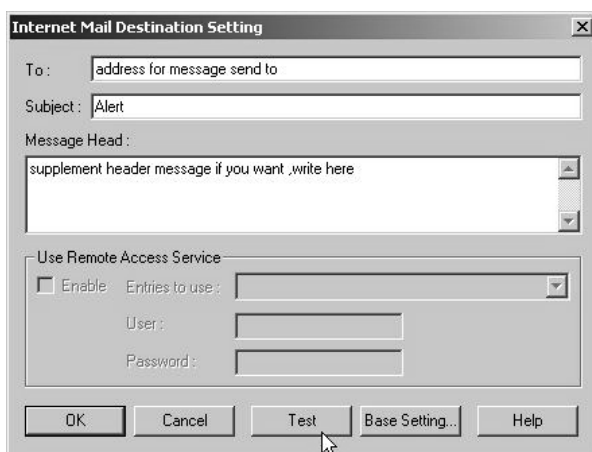 Internet Mail Destination Setting
To :
address for message send to
Subject :
Alert
Message Head :
supplement header message if you want ,write here
Use Remote Access Service
Enable
Entries to use :
User :
Password :
OK
Cancel
Test
Base Setting...
Help